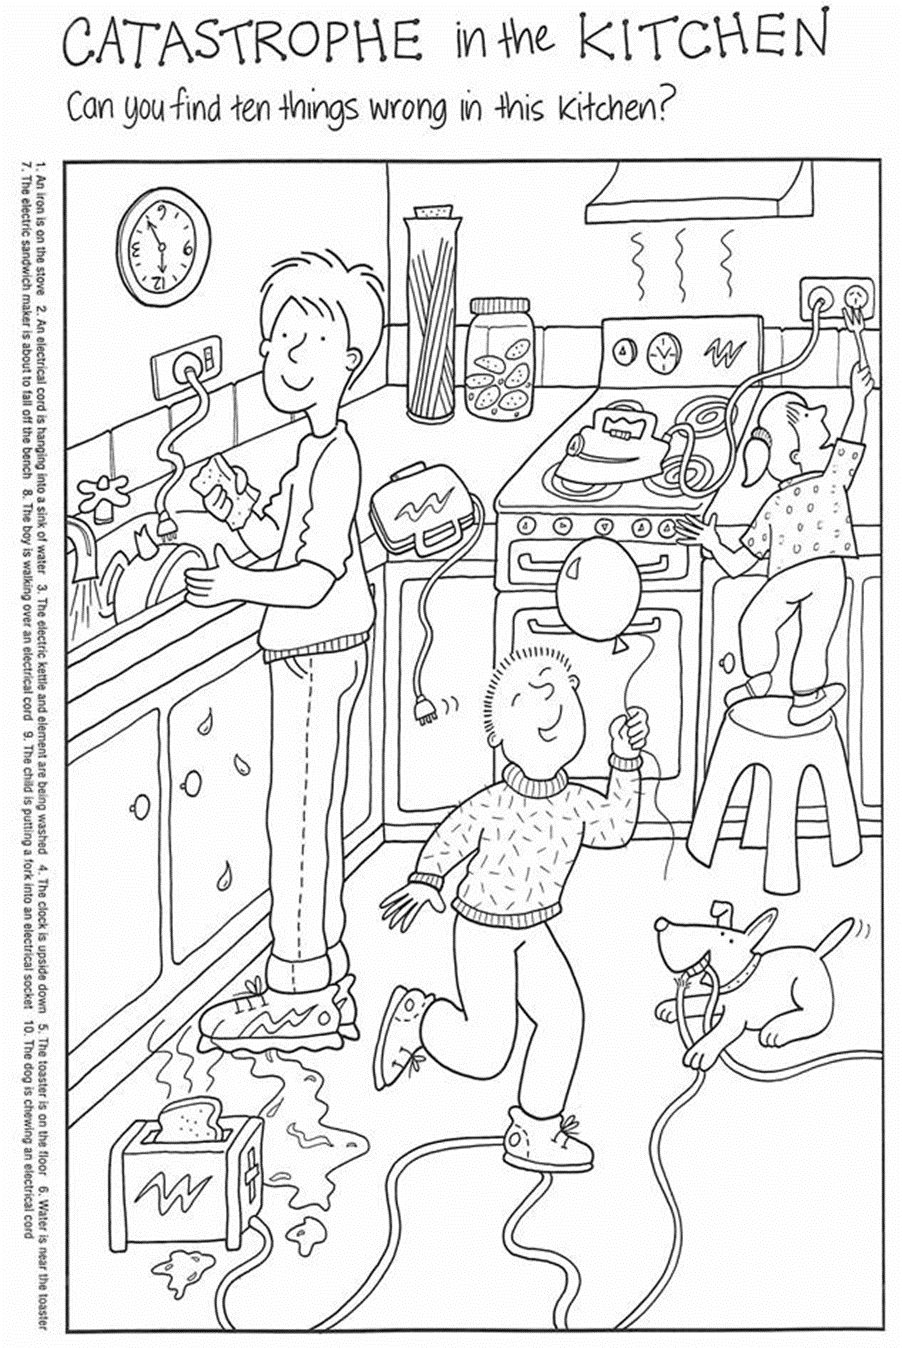 CATASTROPHE in the KITCHEN
Can you find ten things wrong in this kitchen?
1. An iron is on the stove 2. An electrical cord is hanging into a sink of water 3. The electric kettle and element are being washed 4. The clock is upside down 5. The toaster is on the floor 6. Water is near the toaster
7. The electric sandwich maker is about to fall off the bench 8. The boy is walking over an electrical cord 9. The child is putting a fork into an electrical socket 10. The dog is chewing an electrical cord
6
3
9
12